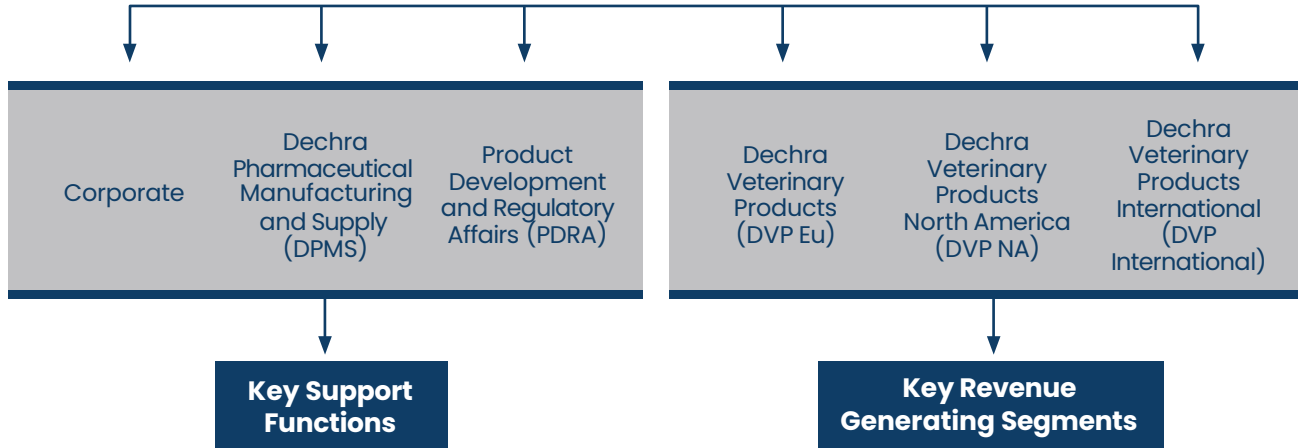 Corporate
Dechra
Pharmaceutical
Manufacturing
and Supply
(DPMS)
Product
Development
and Regulatory
Affairs (PDRA)
Dechra
Veterinary
Products
(DVP Eu)
Dechra
Veterinary
Products
North America
(DVP NA)
Dechra
Veterinary
Products
International
(DVP
International)
Key Support
Functions
Key Revenue
Generating Segments